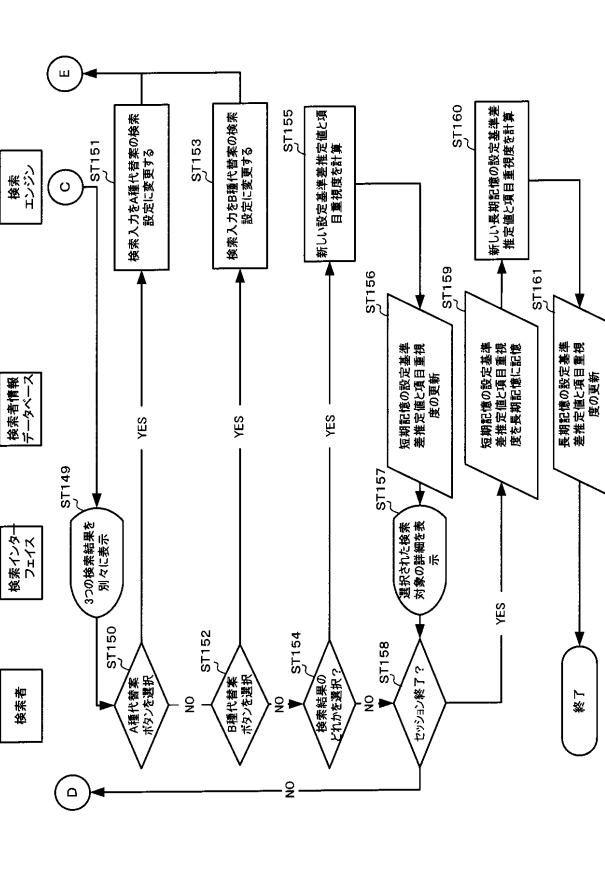 検索者
検索インター
フェイス
検索者情報
データベース
検索
エンジン
C
ST149
3つの検索結果を
別々に表示
ST150
A種代替案
ボタンを選択
YES
ST151
検索入力をA種代替案の検索
設定に変更する
E
NO
ST152
B種代替案
ボタンを選択
YES
ST153
検索入力をB種代替案の検索
設定に変更する
NO
ST154
検索結果の
どれかを選択?
YES
ST155
新しい設定基準差推定値と項
目重視度を計算
ST156
短期記憶の設定基準
差推定値と項目重視
度の更新
ST157
選択された検索
対象の詳細を表
示
NO
ST158
セッション終了?
NO
D
YES
ST159
短期記憶の設定基準
差推定値と項目重視
度を長期記憶に記憶
ST160
新しい長期記憶の設定基準差
推定値と項目重視度を計算
ST161
長期記憶の設定基準
差推定値と項目重視
度の更新
終了